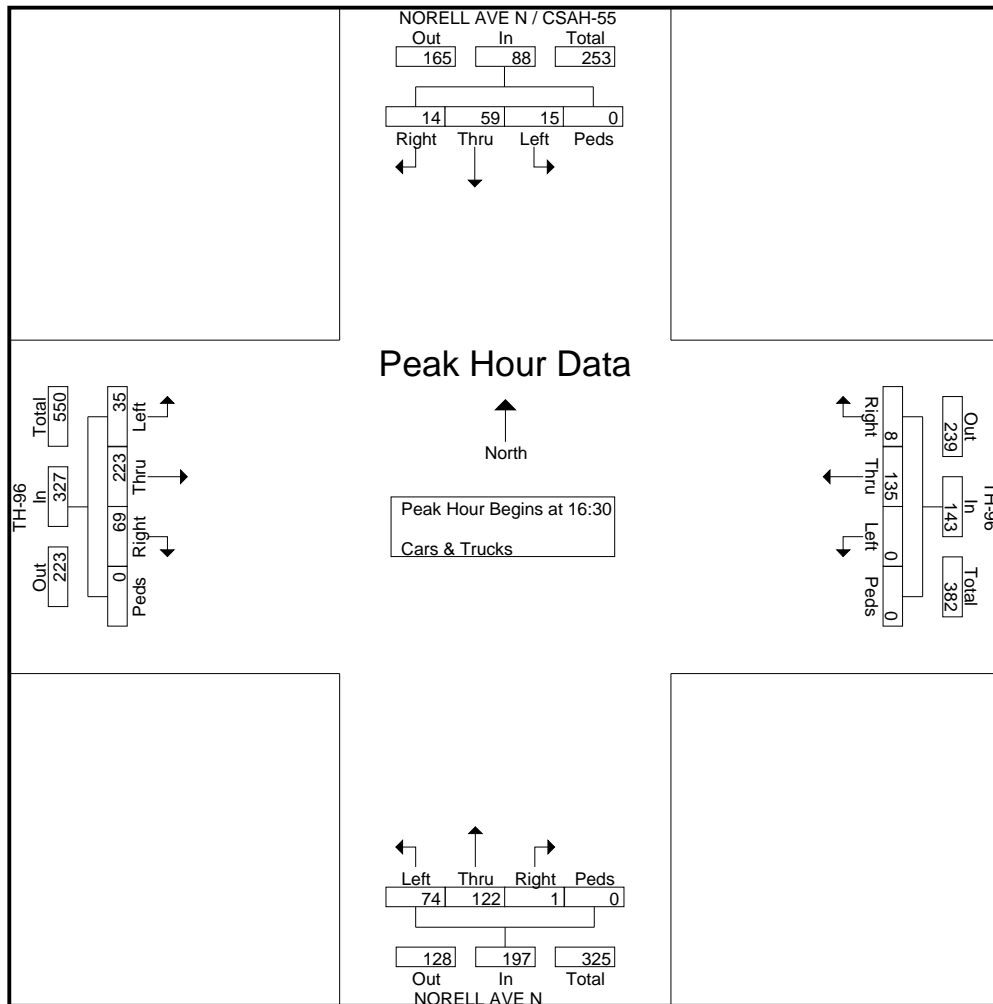 NORELL AVE N / CSAH-55
Out In Total
165 88 253
14 59 15 0
Right Thru Left Peds
Peak Hour Data
North
Peak Hour Begins at 16:30
Cars & Trucks
TH-96
Total In Out
550 327 223
35 223 69 0
Left Thru Right Peds
TH-96
Out In Total
239 143 382
8 135 0 0
Right Thru Left Peds
Left Thru Right Peds
74 122 1 0
128 197 325
Out In Total
NORELL AVE N